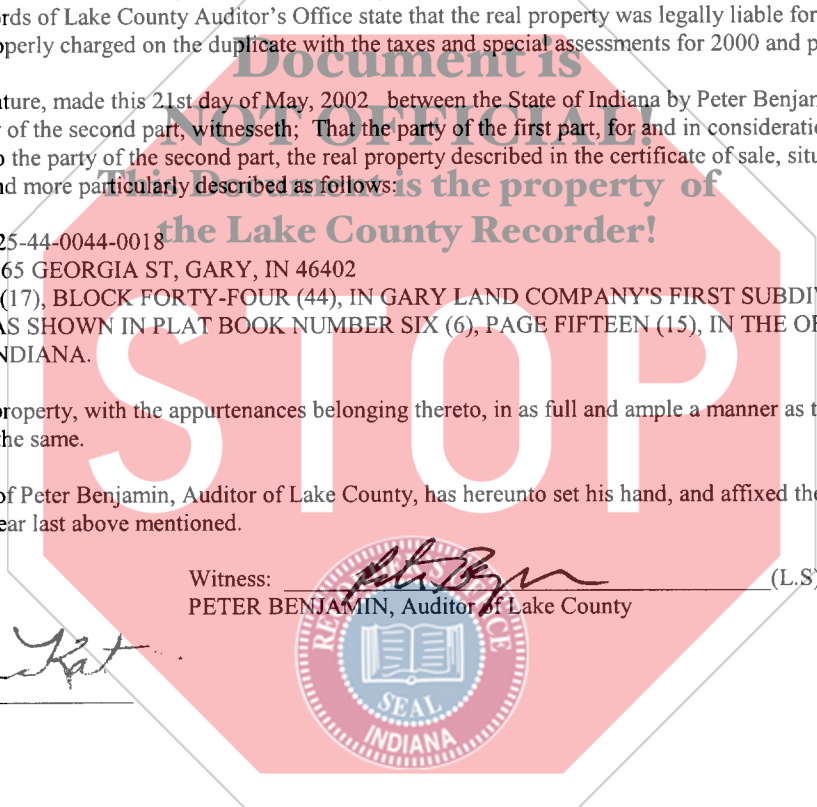 rds of Lake County Auditor's Office state that the real property was legally liable for
operly charged on the duplicate with the taxes and special assessments for 2000 and p
Document is
ture, made this 21st day of May, 2002 between the State of Indiana by Peter Benjam
NOT OFFICIAL!
of the second part, witnesseth; That the party of the first part, for and in consideratio
o the party of the second part, the real property described in the certificate of sale, situ
nd more particularly described as follows:
This Document is the property of
the Lake County Recorder!
25-44-0044-0018
65 GEORGIA ST, GARY, IN 46402
(17), BLOCK FORTY-FOUR (44), IN GARY LAND COMPANY'S FIRST SUBDI
AS SHOWN IN PLAT BOOK NUMBER SIX (6), PAGE FIFTEEN (15), IN THE OF
NDIANA.
STOP
property, with the appurtenances belonging thereto, in as full and ample a manner as t
the same.
of Peter Benjamin, Auditor of Lake County, has hereunto set his hand, and affixed the
ear last above mentioned.
Witness: (L.S)
PETER BENJAMIN, Auditor of Lake County
SEAL
INDIANA